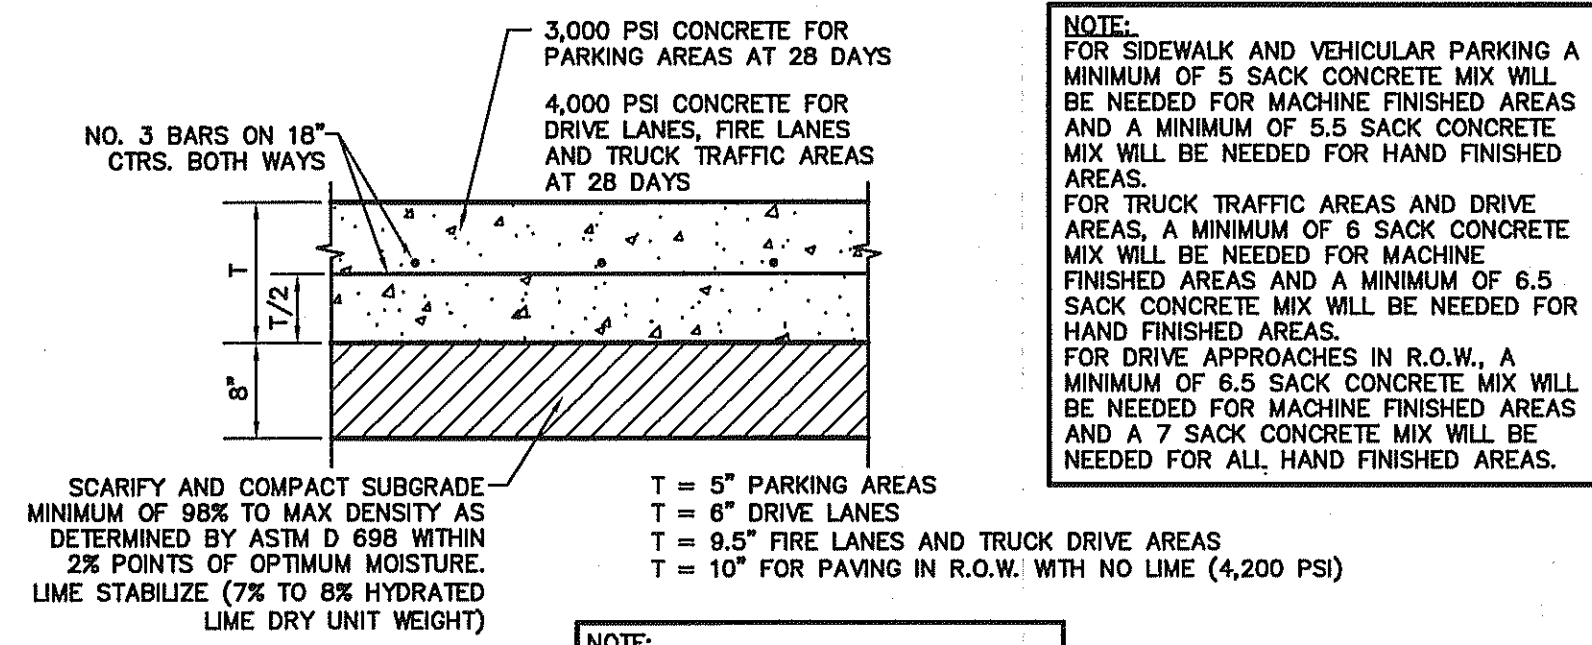 3,000 PSI CONCRETE FOR
PARKING AREAS AT 28 DAYS
4,000 PSI CONCRETE FOR
DRIVE LANES, FIRE LANES
AND TRUCK TRAFFIC AREAS
AT 28 DAYS
NO. 3 BARS ON 18"
CTRS. BOTH WAYS
T
T/2
8"
SCARIFY AND COMPACT SUBGRADE
MINIMUM OF 98% TO MAX DENSITY AS
DETERMINED BY ASTM D 698 WITHIN
2% POINTS OF OPTIMUM MOISTURE.
LIME STABILIZE (7% TO 8% HYDRATED
LIME DRY UNIT WEIGHT)
T = 5" PARKING AREAS
T = 6" DRIVE LANES
T = 9.5" FIRE LANES AND TRUCK DRIVE AREAS
T = 10" FOR PAVING IN R.O.W. WITH NO LIME (4,200 PSI)
NOTE:
FOR SIDEWALK AND VEHICULAR PARKING A
MINIMUM OF 5 SACK CONCRETE MIX WILL
BE NEEDED FOR MACHINE FINISHED AREAS
AND A MINIMUM OF 5.5 SACK CONCRETE
MIX WILL BE NEEDED FOR HAND FINISHED
AREAS.
FOR TRUCK TRAFFIC AREAS AND DRIVE
AREAS, A MINIMUM OF 6 SACK CONCRETE
MIX WILL BE NEEDED FOR MACHINE
FINISHED AREAS AND A MINIMUM OF 6.5
SACK CONCRETE MIX WILL BE NEEDED FOR
HAND FINISHED AREAS.
FOR DRIVE APPROACHES IN R.O.W., A
MINIMUM OF 6.5 SACK CONCRETE MIX WILL
BE NEEDED FOR MACHINE FINISHED AREAS
AND A 7 SACK CONCRETE MIX WILL BE
NEEDED FOR ALL HAND FINISHED AREAS.
NOTE: